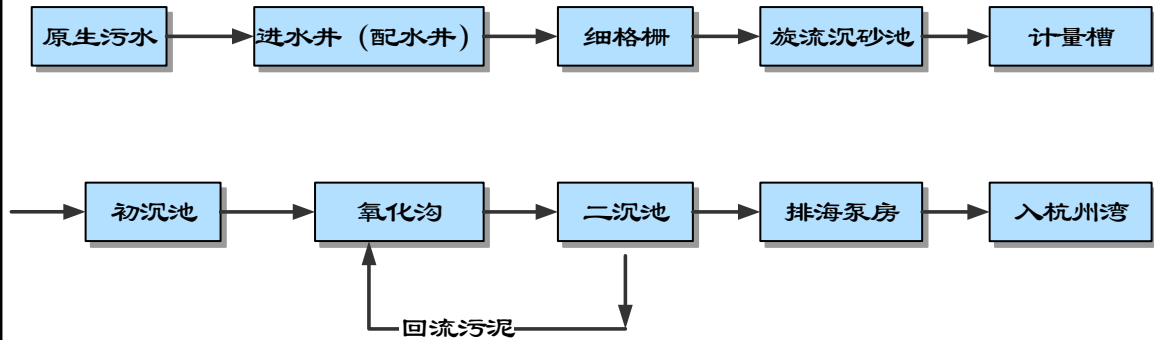 原生污水
进水井（配水井）
细格栅
旋流沉砂池
计量槽
初沉池
氧化沟
二沉池
排海泵房
入杭州湾
回流污泥